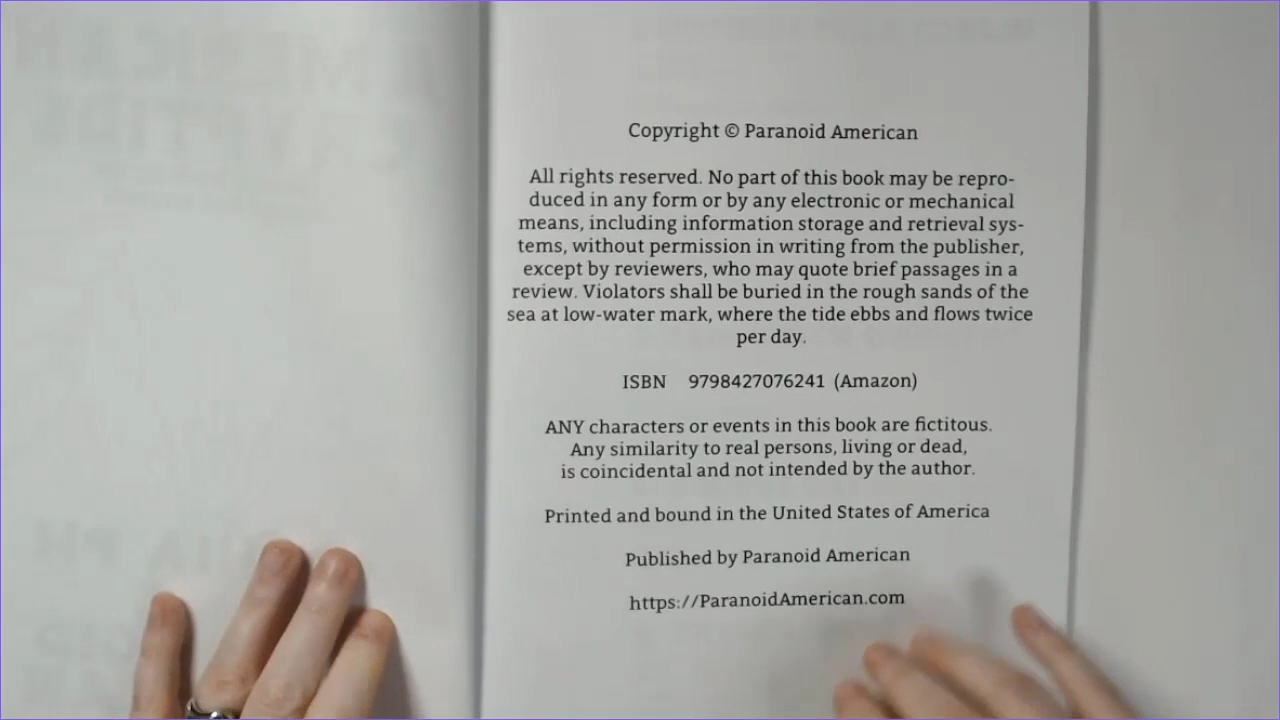 Copyright © Paranoid American
All rights reserved. No part of this book may be repro-
duced in any form or by any electronic or mechanical
means, including information storage and retrieval sys-
tems, without permission in writing from the publisher,
except by reviewers, who may quote brief passages in a
review. Violators shall be buried in the rough sands of the
sea at low-water mark, where the tide ebbs and flows twice
per day.
ISBN 9798427076241 (Amazon)
ANY characters or events in this book are fictitous.
Any similarity to real persons, living or dead,
is coincidental and not intended by the author.
Printed and bound in the United States of America
Published by Paranoid American
https://ParanoidAmerican.com